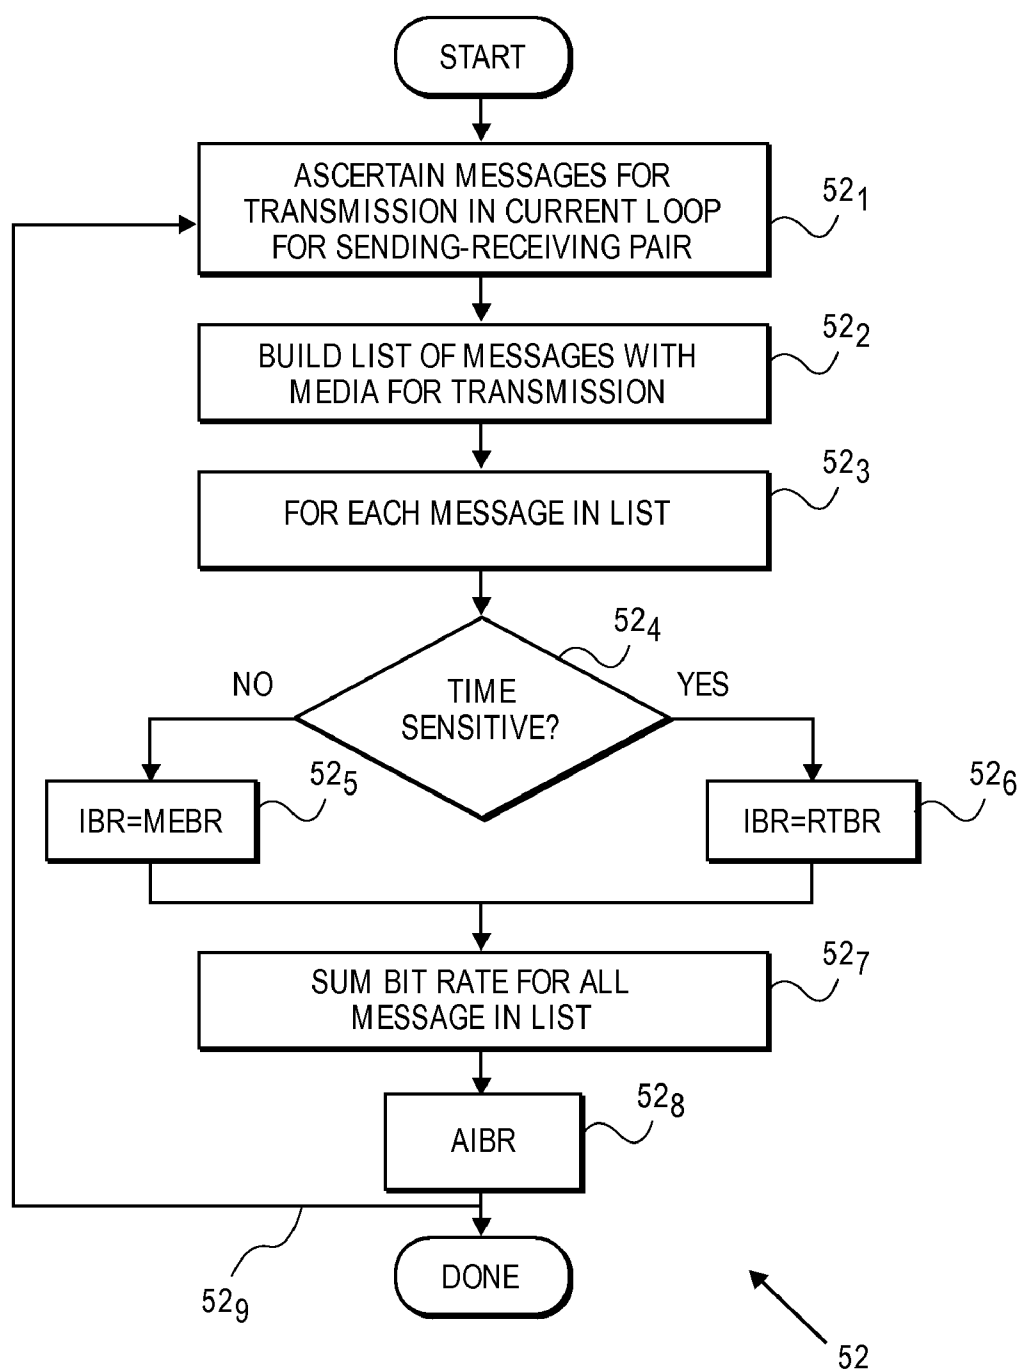 START
ASCERTAIN MESSAGES FOR
TRANSMISSION IN CURRENT LOOP
FOR SENDING-RECEIVING PAIR
52₁
BUILD LIST OF MESSAGES WITH
MEDIA FOR TRANSMISSION
52₂
FOR EACH MESSAGE IN LIST
52₃
TIME
SENSITIVE?
52₄
NO
YES
IBR=MEBR
52₅
IBR=RTBR
52₆
SUM BIT RATE FOR ALL
MESSAGE IN LIST
52₇
AIBR
52₈
DONE
52₉
52